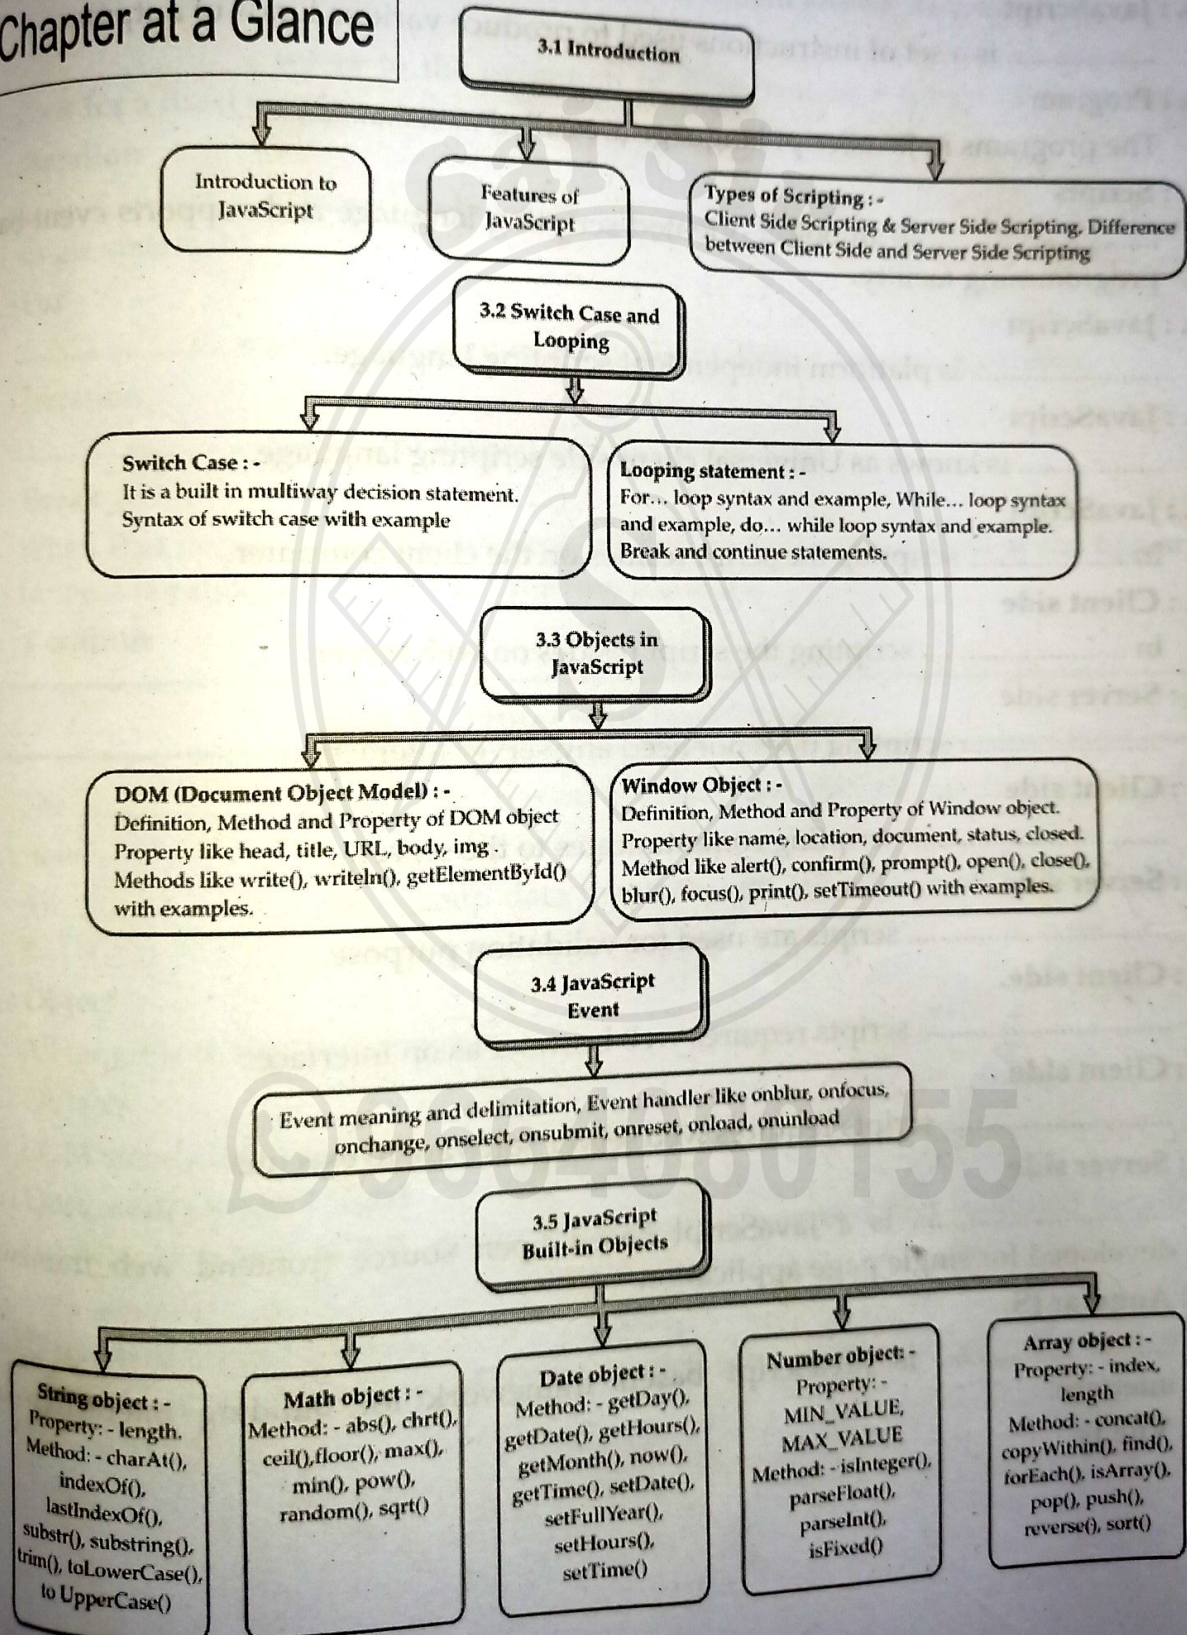 Chapter at a Glance
3.1 Introduction
Introduction to
JavaScript
Features of
JavaScript
Types of Scripting : -
Client Side Scripting & Server Side Scripting, Difference
between Client Side and Server Side Scripting
3.2 Switch Case and
Looping
Switch Case : -
It is a built in multiway decision statement.
Syntax of switch case with example
Looping statement : -
For... loop syntax and example, While... loop syntax
and example, do... while loop syntax and example.
Break and continue statements.
3.3 Objects in
JavaScript
DOM (Document Object Model) : -
Definition, Method and Property of DOM object
Property like head, title, URL, body, img .
Methods like write(), writeln(), getElementById()
with examples.
Window Object : -
Definition, Method and Property of Window object.
Property like name, location, document, status, closed.
Method like alert(), confirm(), prompt(), open(), close(),
blur(), focus(), print(), setTimeout() with examples.
3.4 JavaScript
Event
Event meaning and delimitation, Event handler like onblur, onfocus,
onchange, onselect, onsubmit, onreset, onload, onunload
3.5 JavaScript
Built-in Objects
String object : -
Property: - length.
Method: - charAt(),
indexOf(),
lastIndexOf(),
substr(), substring(),
trim(), toLowerCase(),
to UpperCase()
Math object : -
Method: - abs(), chrt(),
ceil(),floor(), max(),
min(), pow(),
random(), sqrt()
Date object : -
Method: - getDay(),
getDate(), getHours(),
getMonth(), now(),
getTime(), setDate(),
setFullYear(),
setHours(),
setTime()
Number object: -
Property: -
MIN_VALUE,
MAX_VALUE
Method: - isInteger(),
parseFloat(),
parseInt(),
isFixed()
Array object : -
Property: - index,
length
Method: - concat(),
copyWithin(), find(),
forEach(), isArray(),
pop(), push(),
reverse(), sort()